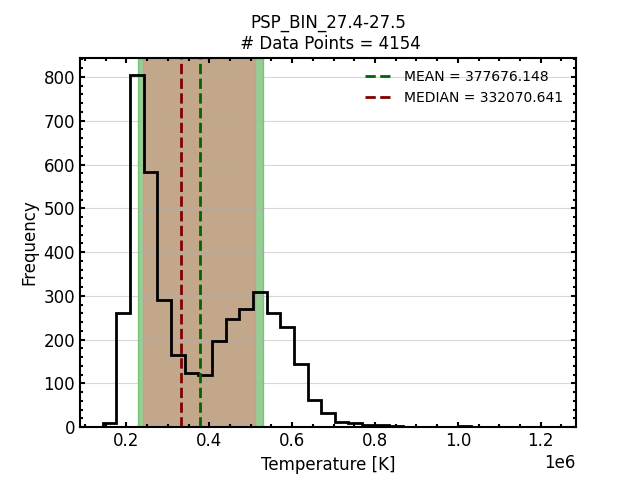 PSP_BIN_27.4-27.5
# Data Points = 4154
MEAN = 377676.148
MEDIAN = 332070.641
Frequency
800
700
600
500
400
300
200
100
0
0.2 0.4 0.6 0.8 1.0 1.2
Temperature [K]
1e6